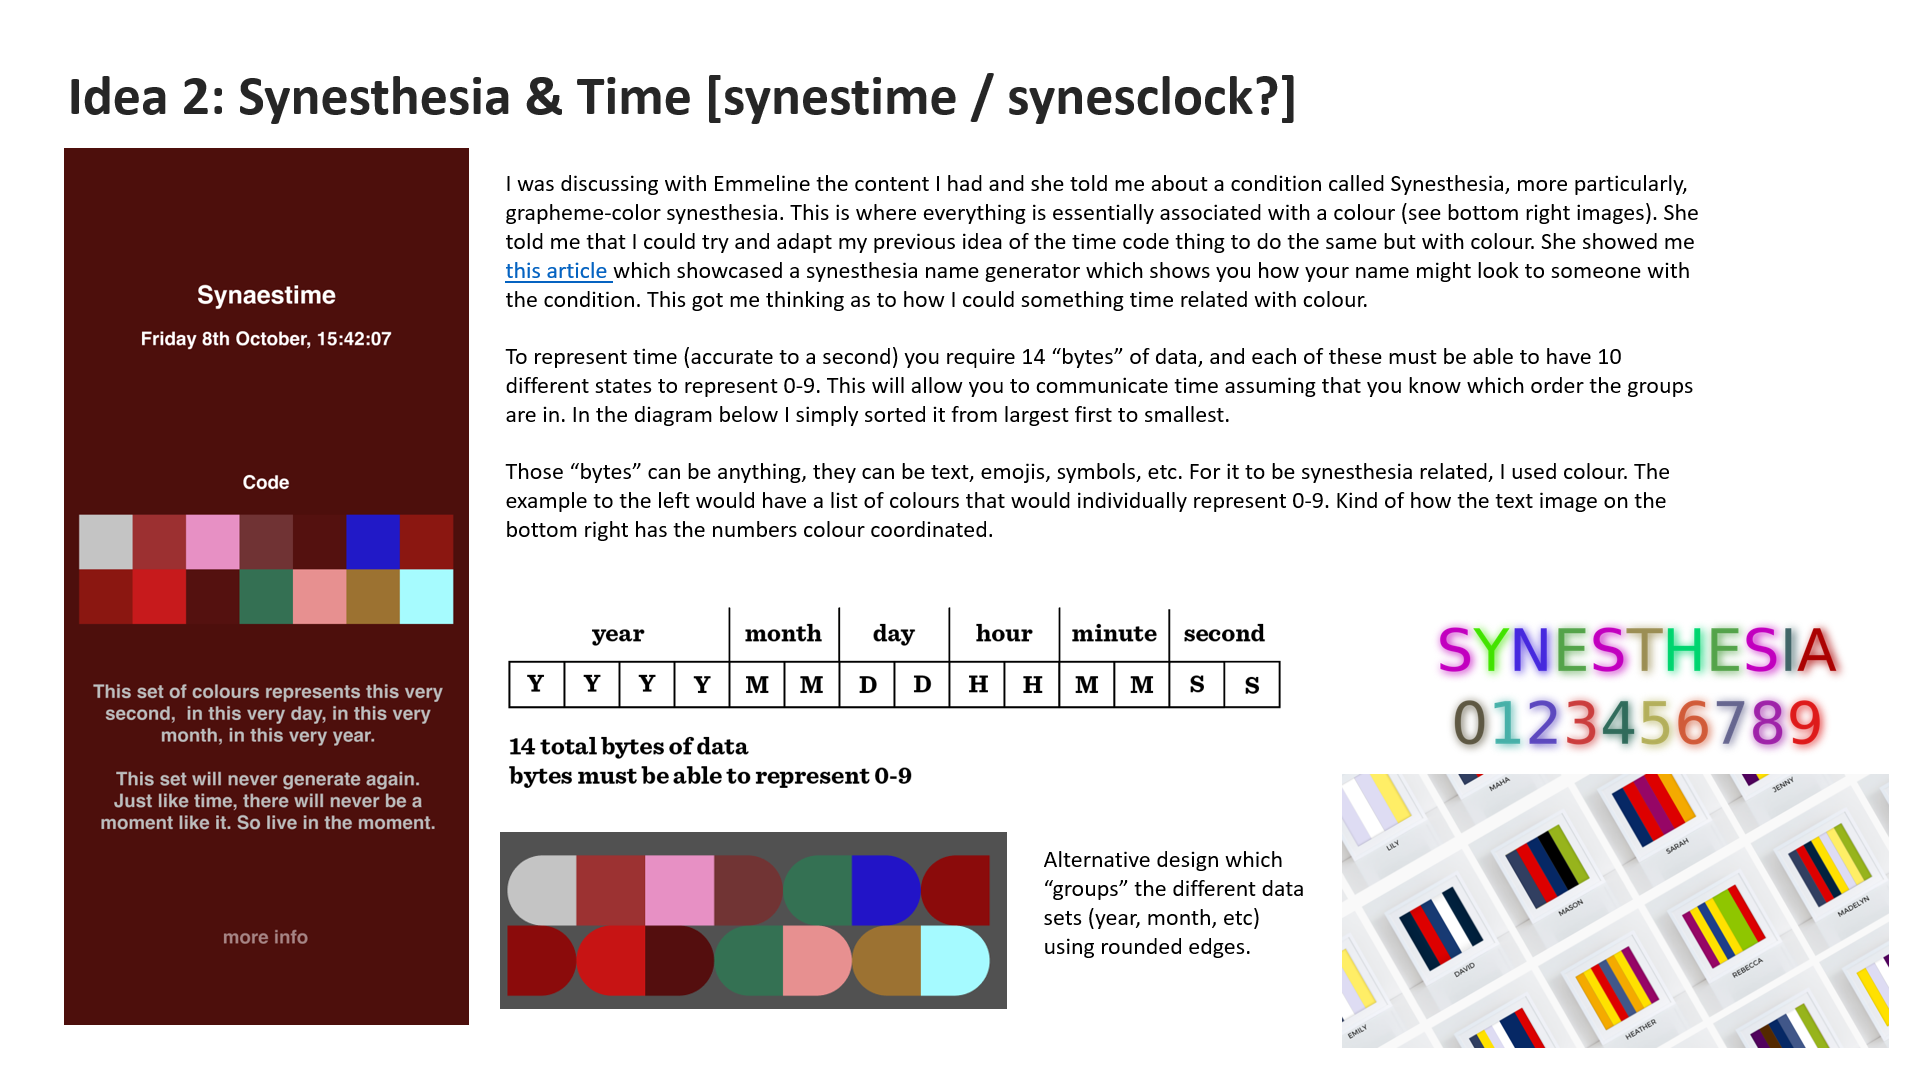 Idea 2: Synesthesia & Time [synestime / synesclock?]
Synaestime
Friday 8th October, 15:42:07
Code
This set of colours represents this very
second,  in this very day, in this very
month, in this very year.
This set will never generate again.
Just like time, there will never be a
moment like it. So live in the moment.
more info
I was discussing with Emmeline the content I had and she told me about a condition called Synesthesia, more particularly,
grapheme-color synesthesia. This is where everything is essentially associated with a colour (see bottom right images). She
told me that I could try and adapt my previous idea of the time code thing to do the same but with colour. She showed me
this article which showcased a synesthesia name generator which shows you how your name might look to someone with
the condition. This got me thinking as to how I could something time related with colour.
To represent time (accurate to a second) you require 14 “bytes” of data, and each of these must be able to have 10
different states to represent 0-9. This will allow you to communicate time assuming that you know which order the groups
are in. In the diagram below I simply sorted it from largest first to smallest.
Those “bytes” can be anything, they can be text, emojis, symbols, etc. For it to be synesthesia related, I used colour. The
example to the left would have a list of colours that would individually represent 0-9. Kind of how the text image on the
bottom right has the numbers colour coordinated.
year month day hour minute second
Y Y Y Y M M D D H H M M S S
14 total bytes of data
bytes must be able to represent 0-9
Alternative design which
“groups” the different data
sets (year, month, etc)
using rounded edges.
SYNESTHESIA
0123456789
MAHA
JENNY
LILY
SARAH
MASON
MADELYN
DAVID
REBECCA
EMILY
HEATHER